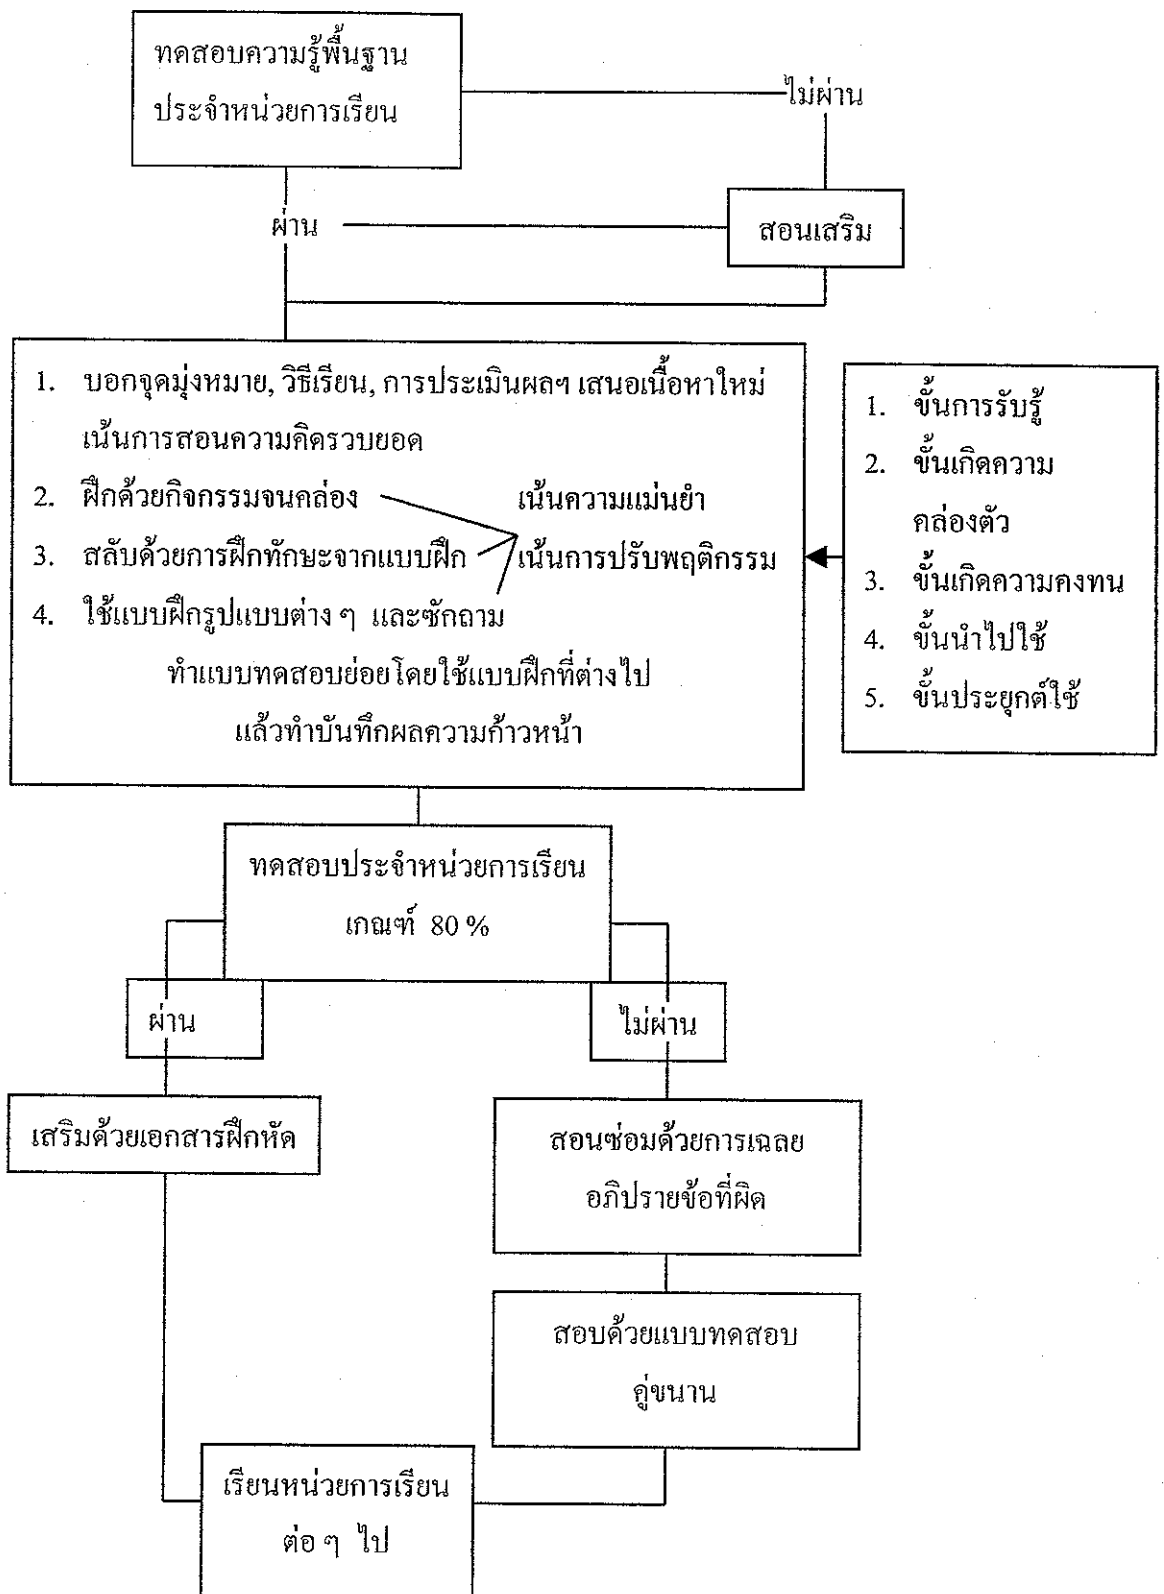 ทดสอบความรู้พื้นฐาน
ประจำหน่วยการเรียน
ไม่ผ่าน
ผ่าน
สอนเสริม
1. บอกจุดมุ่งหมาย, วิธีเรียน, การประเมินผลฯ เสนอเนื้อหาใหม่
เน้นการสอนความคิดรวบยอด
2. ฝึกด้วยกิจกรรมจนคล่อง เน้นความแม่นยำ
3. สลับด้วยการฝึกทักษะจากแบบฝึก เน้นการปรับพฤติกรรม
4. ใช้แบบฝึกรูปแบบต่าง ๆ และซักถาม
ทำแบบทดสอบย่อยโดยใช้แบบฝึกที่ต่างไป
แล้วทำบันทึกผลความก้าวหน้า
1. ขั้นการรับรู้
2. ขั้นเกิดความ
คล่องตัว
3. ขั้นเกิดความคงทน
4. ขั้นนำไปใช้
5. ขั้นประยุกต์ใช้
ทดสอบประจำหน่วยการเรียน
เกณฑ์ 80 %
ผ่าน
ไม่ผ่าน
เสริมด้วยเอกสารฝึกหัด
สอนซ่อมด้วยการเฉลย
อภิปรายข้อที่ผิด
สอบด้วยแบบทดสอบ
คู่ขนาน
เรียนหน่วยการเรียน
ต่อ ๆ ไป